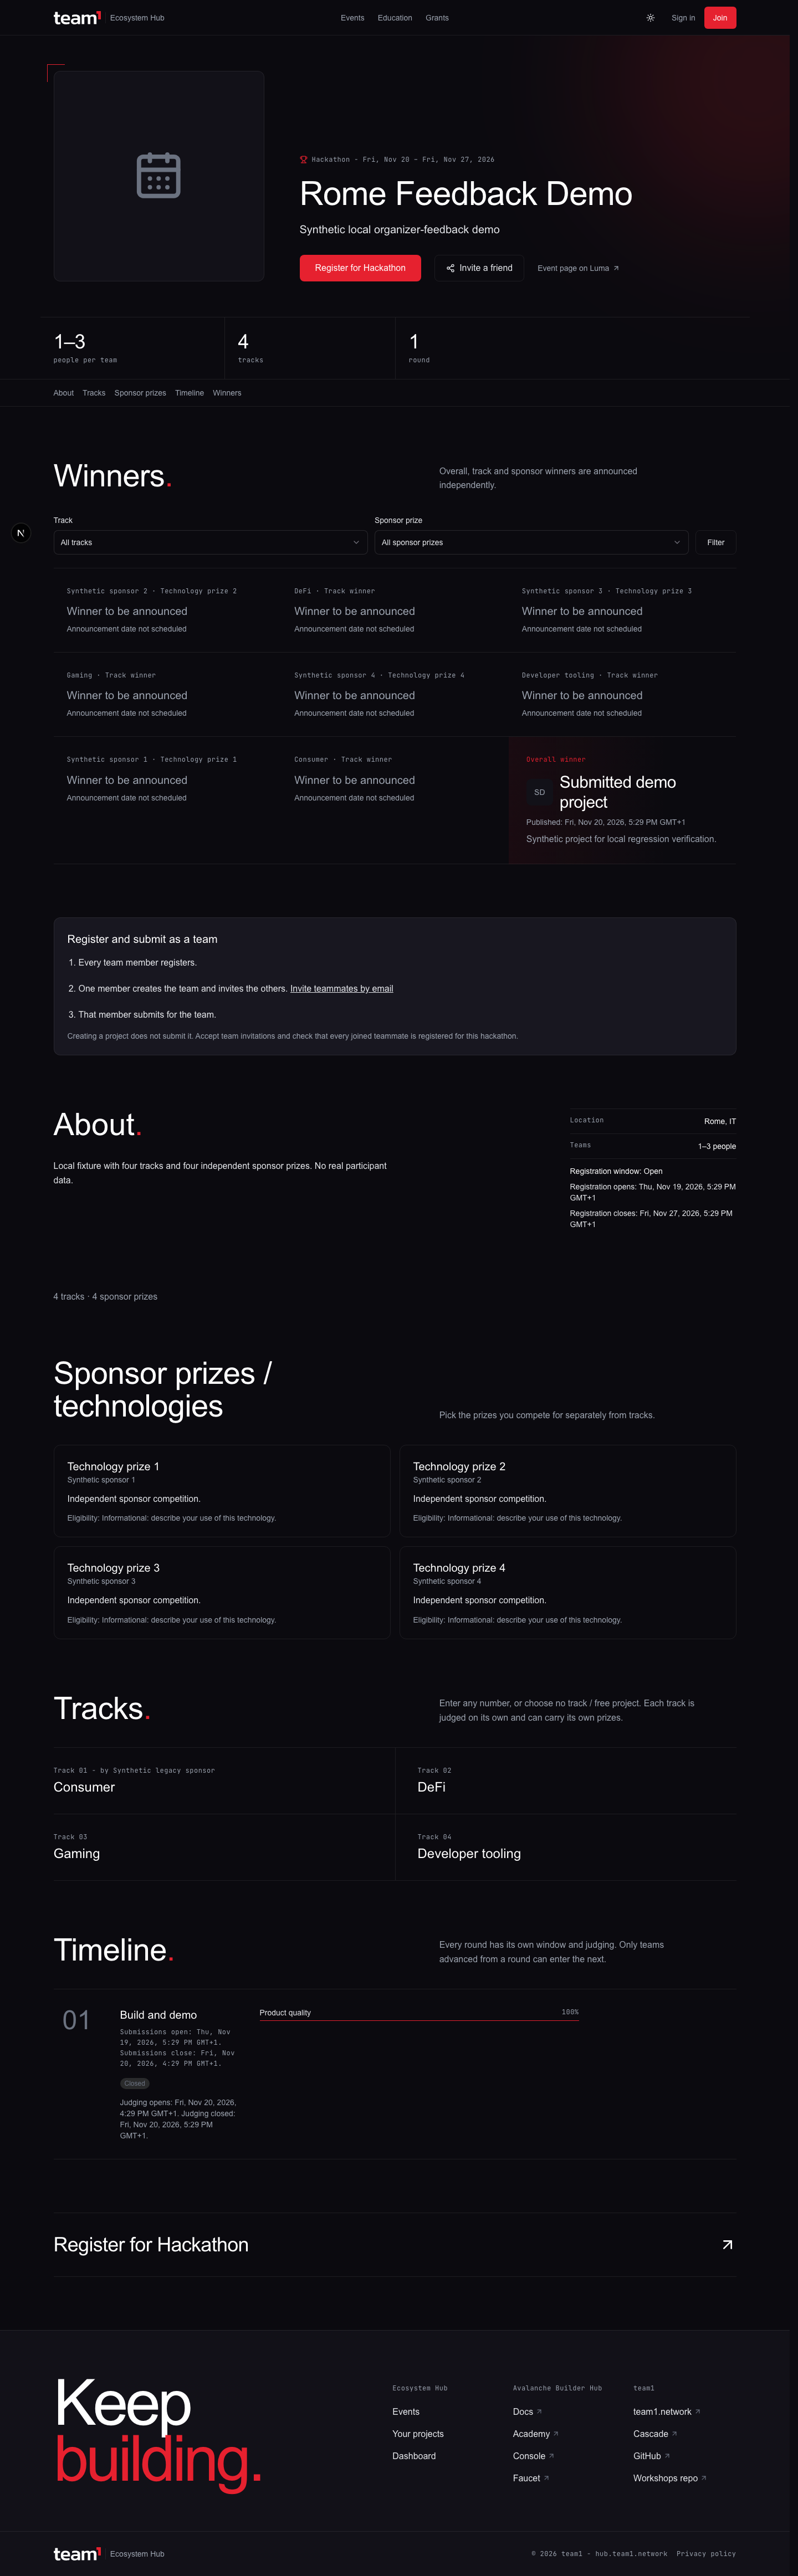 team1 Ecosystem Hub
Events Education Grants
Sign in Join
Hackathon - Fri, Nov 20 – Fri, Nov 27, 2026
Rome Feedback Demo
Synthetic local organizer-feedback demo
Register for Hackathon Invite a friend Event page on Luma
1–3
people per team
4
tracks
1
round
About Tracks Sponsor prizes Timeline Winners
Winners.
Overall, track and sponsor winners are announced
independently.
N
Track
All tracks
Sponsor prize
All sponsor prizes
Filter
Synthetic sponsor 2 · Technology prize 2
Winner to be announced
Announcement date not scheduled
DeFi · Track winner
Winner to be announced
Announcement date not scheduled
Synthetic sponsor 3 · Technology prize 3
Winner to be announced
Announcement date not scheduled
Gaming · Track winner
Winner to be announced
Announcement date not scheduled
Synthetic sponsor 4 · Technology prize 4
Winner to be announced
Announcement date not scheduled
Developer tooling · Track winner
Winner to be announced
Announcement date not scheduled
Synthetic sponsor 1 · Technology prize 1
Winner to be announced
Announcement date not scheduled
Consumer · Track winner
Winner to be announced
Announcement date not scheduled
Overall winner
SD
Submitted demo
project
Published: Fri, Nov 20, 2026, 5:29 PM GMT+1
Synthetic project for local regression verification.
Register and submit as a team
1. Every team member registers.
2. One member creates the team and invites the others. Invite teammates by email
3. That member submits for the team.
Creating a project does not submit it. Accept team invitations and check that every joined teammate is registered for this hackathon.
About.
Local fixture with four tracks and four independent sponsor prizes. No real participant
data.
Location Rome, IT
Teams 1–3 people
Registration window: Open
Registration opens: Thu, Nov 19, 2026, 5:29 PM
GMT+1
Registration closes: Fri, Nov 27, 2026, 5:29 PM
GMT+1
4 tracks · 4 sponsor prizes
Sponsor prizes /
technologies
Pick the prizes you compete for separately from tracks.
Technology prize 1
Synthetic sponsor 1
Independent sponsor competition.
Eligibility: Informational: describe your use of this technology.
Technology prize 2
Synthetic sponsor 2
Independent sponsor competition.
Eligibility: Informational: describe your use of this technology.
Technology prize 3
Synthetic sponsor 3
Independent sponsor competition.
Eligibility: Informational: describe your use of this technology.
Technology prize 4
Synthetic sponsor 4
Independent sponsor competition.
Eligibility: Informational: describe your use of this technology.
Tracks.
Enter any number, or choose no track / free project. Each track is
judged on its own and can carry its own prizes.
Track 01 - by Synthetic legacy sponsor
Consumer
Track 02
DeFi
Track 03
Gaming
Track 04
Developer tooling
Timeline.
Every round has its own window and judging. Only teams
advanced from a round can enter the next.
01
Build and demo
Submissions open: Thu, Nov
19, 2026, 5:29 PM GMT+1.
Submissions close: Fri, Nov
20, 2026, 4:29 PM GMT+1.
Closed
Judging opens: Fri, Nov 20, 2026,
4:29 PM GMT+1. Judging closed:
Fri, Nov 20, 2026, 5:29 PM
GMT+1.
Product quality 100%
Register for Hackathon
Keep
building.
Ecosystem Hub
Events
Your projects
Dashboard
Avalanche Builder Hub
Docs
Academy
Console
Faucet
team1
team1.network
Cascade
GitHub
Workshops repo
team1 Ecosystem Hub
© 2026 team1 - hub.team1.network Privacy policy